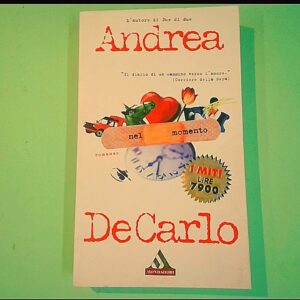 L'autore di Due di due
Andrea
"Il diario di un cammino verso l'amore."
(Corriere della Sera)
nel momento
romanzo
I MITI
LIRE
7900
De Carlo
MONDADORI